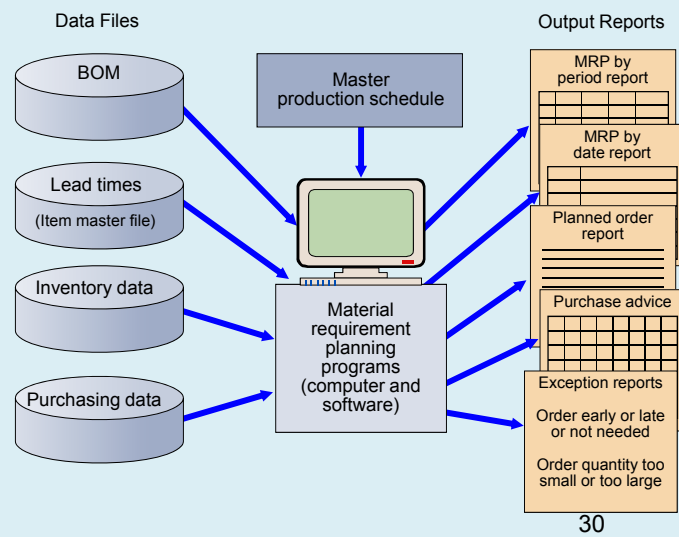 Data Files
Output Reports
BOM
Lead times
(Item master file)
Inventory data
Purchasing data
Master
production schedule
Material
requirement
planning
programs
(computer and
software)
MRP by
period report
MRP by
date report
Planned order
report
Purchase advice
Exception reports
Order early or late
or not needed
Order quantity too
small or too large
30